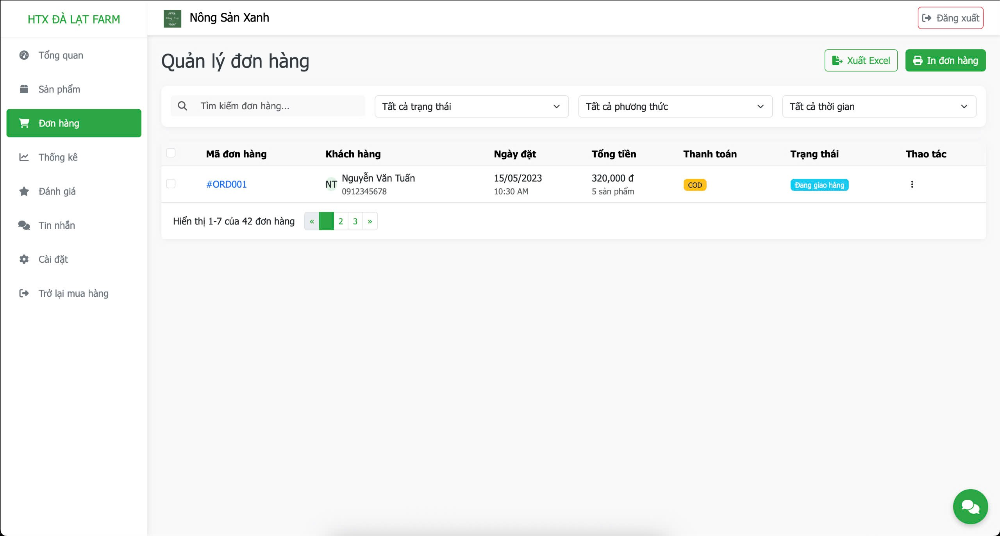 HTX ĐÀ LẠT FARM
Nông Sản Xanh
Đăng xuất
Tổng quan
Sản phẩm
Đơn hàng
Thống kê
Đánh giá
Tin nhắn
Cài đặt
Trở lại mua hàng
Quản lý đơn hàng
Xuất Excel
In đơn hàng
Tìm kiếm đơn hàng...
Tất cả trạng thái
Tất cả phương thức
Tất cả thời gian
Mã đơn hàng Khách hàng Ngày đặt Tổng tiền Thanh toán Trạng thái Thao tác
#ORD001
NT
Nguyễn Văn Tuấn
0912345678
15/05/2023
10:30 AM
320,000 đ
5 sản phẩm
COD
Đang giao hàng
Hiển thị 1-7 của 42 đơn hàng
« 2 3 »